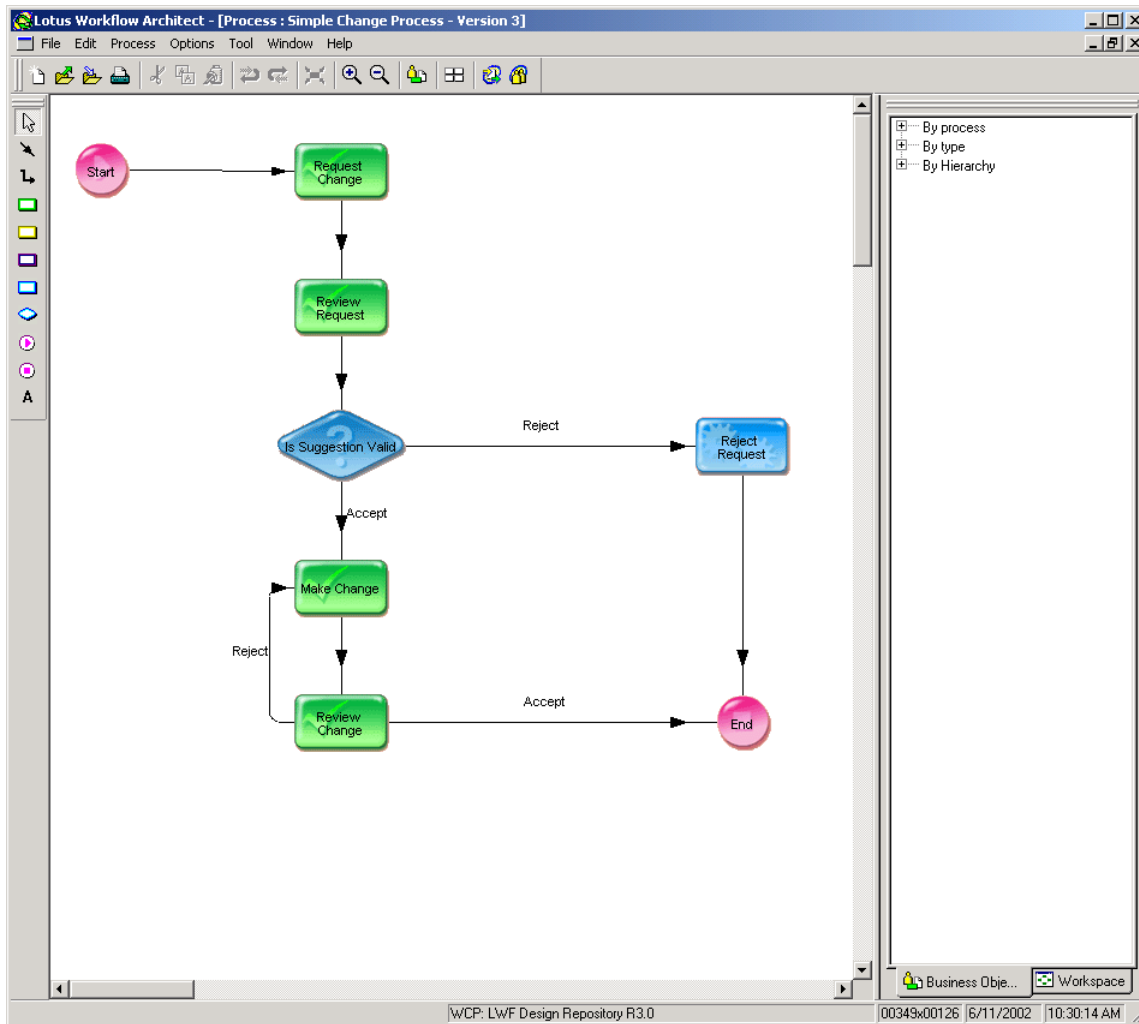 Lotus Workflow Architect - [Process : Simple Change Process - Version 3]
File Edit Process Options Tool Window Help
Start
Request
Change
Review
Request
Is Suggestion Valid
Reject
Reject
Request
Accept
Make Change
Reject
Review
Change
Accept
End
A
By process
By type
By Hierarchy
Business Obje...
Workspace
WCP: LWF Design Repository R3.0
00349x00126
6/11/2002
10:30:14 AM